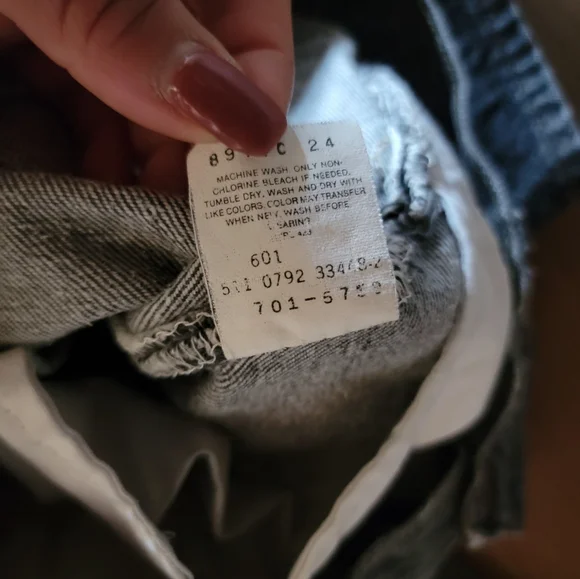 C 24
MACHINE WASH ONLY NON-
CHLORINE BLEACH IF NEEDED.
TUMBLE DRY. WASH AND DRY WITH
LIKE COLORS. COLOR MAY TRANSFER
WHEN NEW. WASH BEFORE
601
511 0792